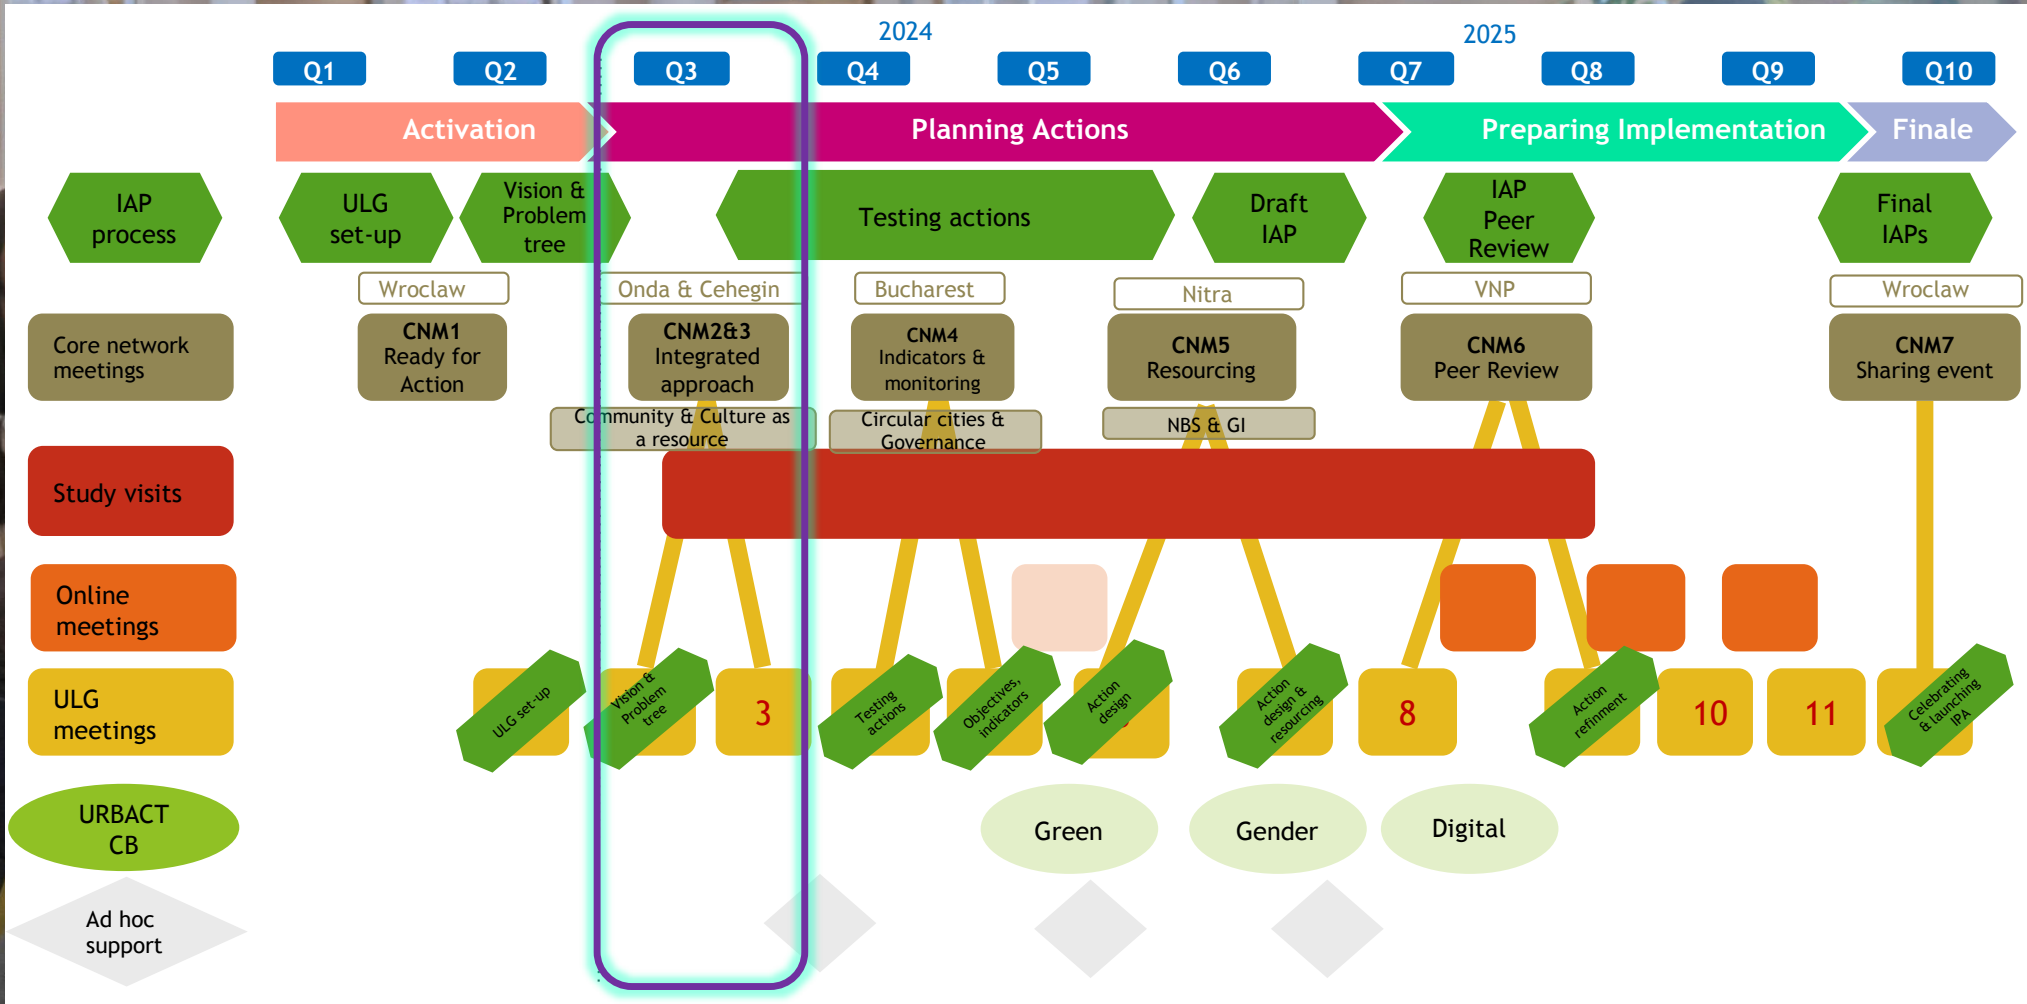 2024
2025
Q1
Q2
Q3
Q4
Q5
Q6
Q7
Q8
Q9
Q10
Activation
Planning Actions
Preparing Implementation
Finale
IAP
process
ULG
set-up
Vision &
Problem
tree
Testing actions
Draft
IAP
IAP
Peer
Review
Final
IAPs
Wroclaw
Onda & Cehegin
Bucharest
Nitra
VNP
Wroclaw
Core network
meetings
CNM1
Ready for
Action
CNM2&3
Integrated
approach
CNM4
Indicators &
monitoring
CNM5
Resourcing
CNM6
Peer Review
CNM7
Sharing event
Community & Culture as
a resource
Circular cities &
Governance
NBS & GI
Study visits
Online
meetings
ULG
meetings
ULG set-up
Vision &
Problem
tree
3
Testing
actions
Objectives,
indicators
Action
design
Action
design &
resourcing
8
Action
refinment
10
11
Celebrating
& launching
IPA
URBACT
CB
Green
Gender
Digital
Ad hoc
support